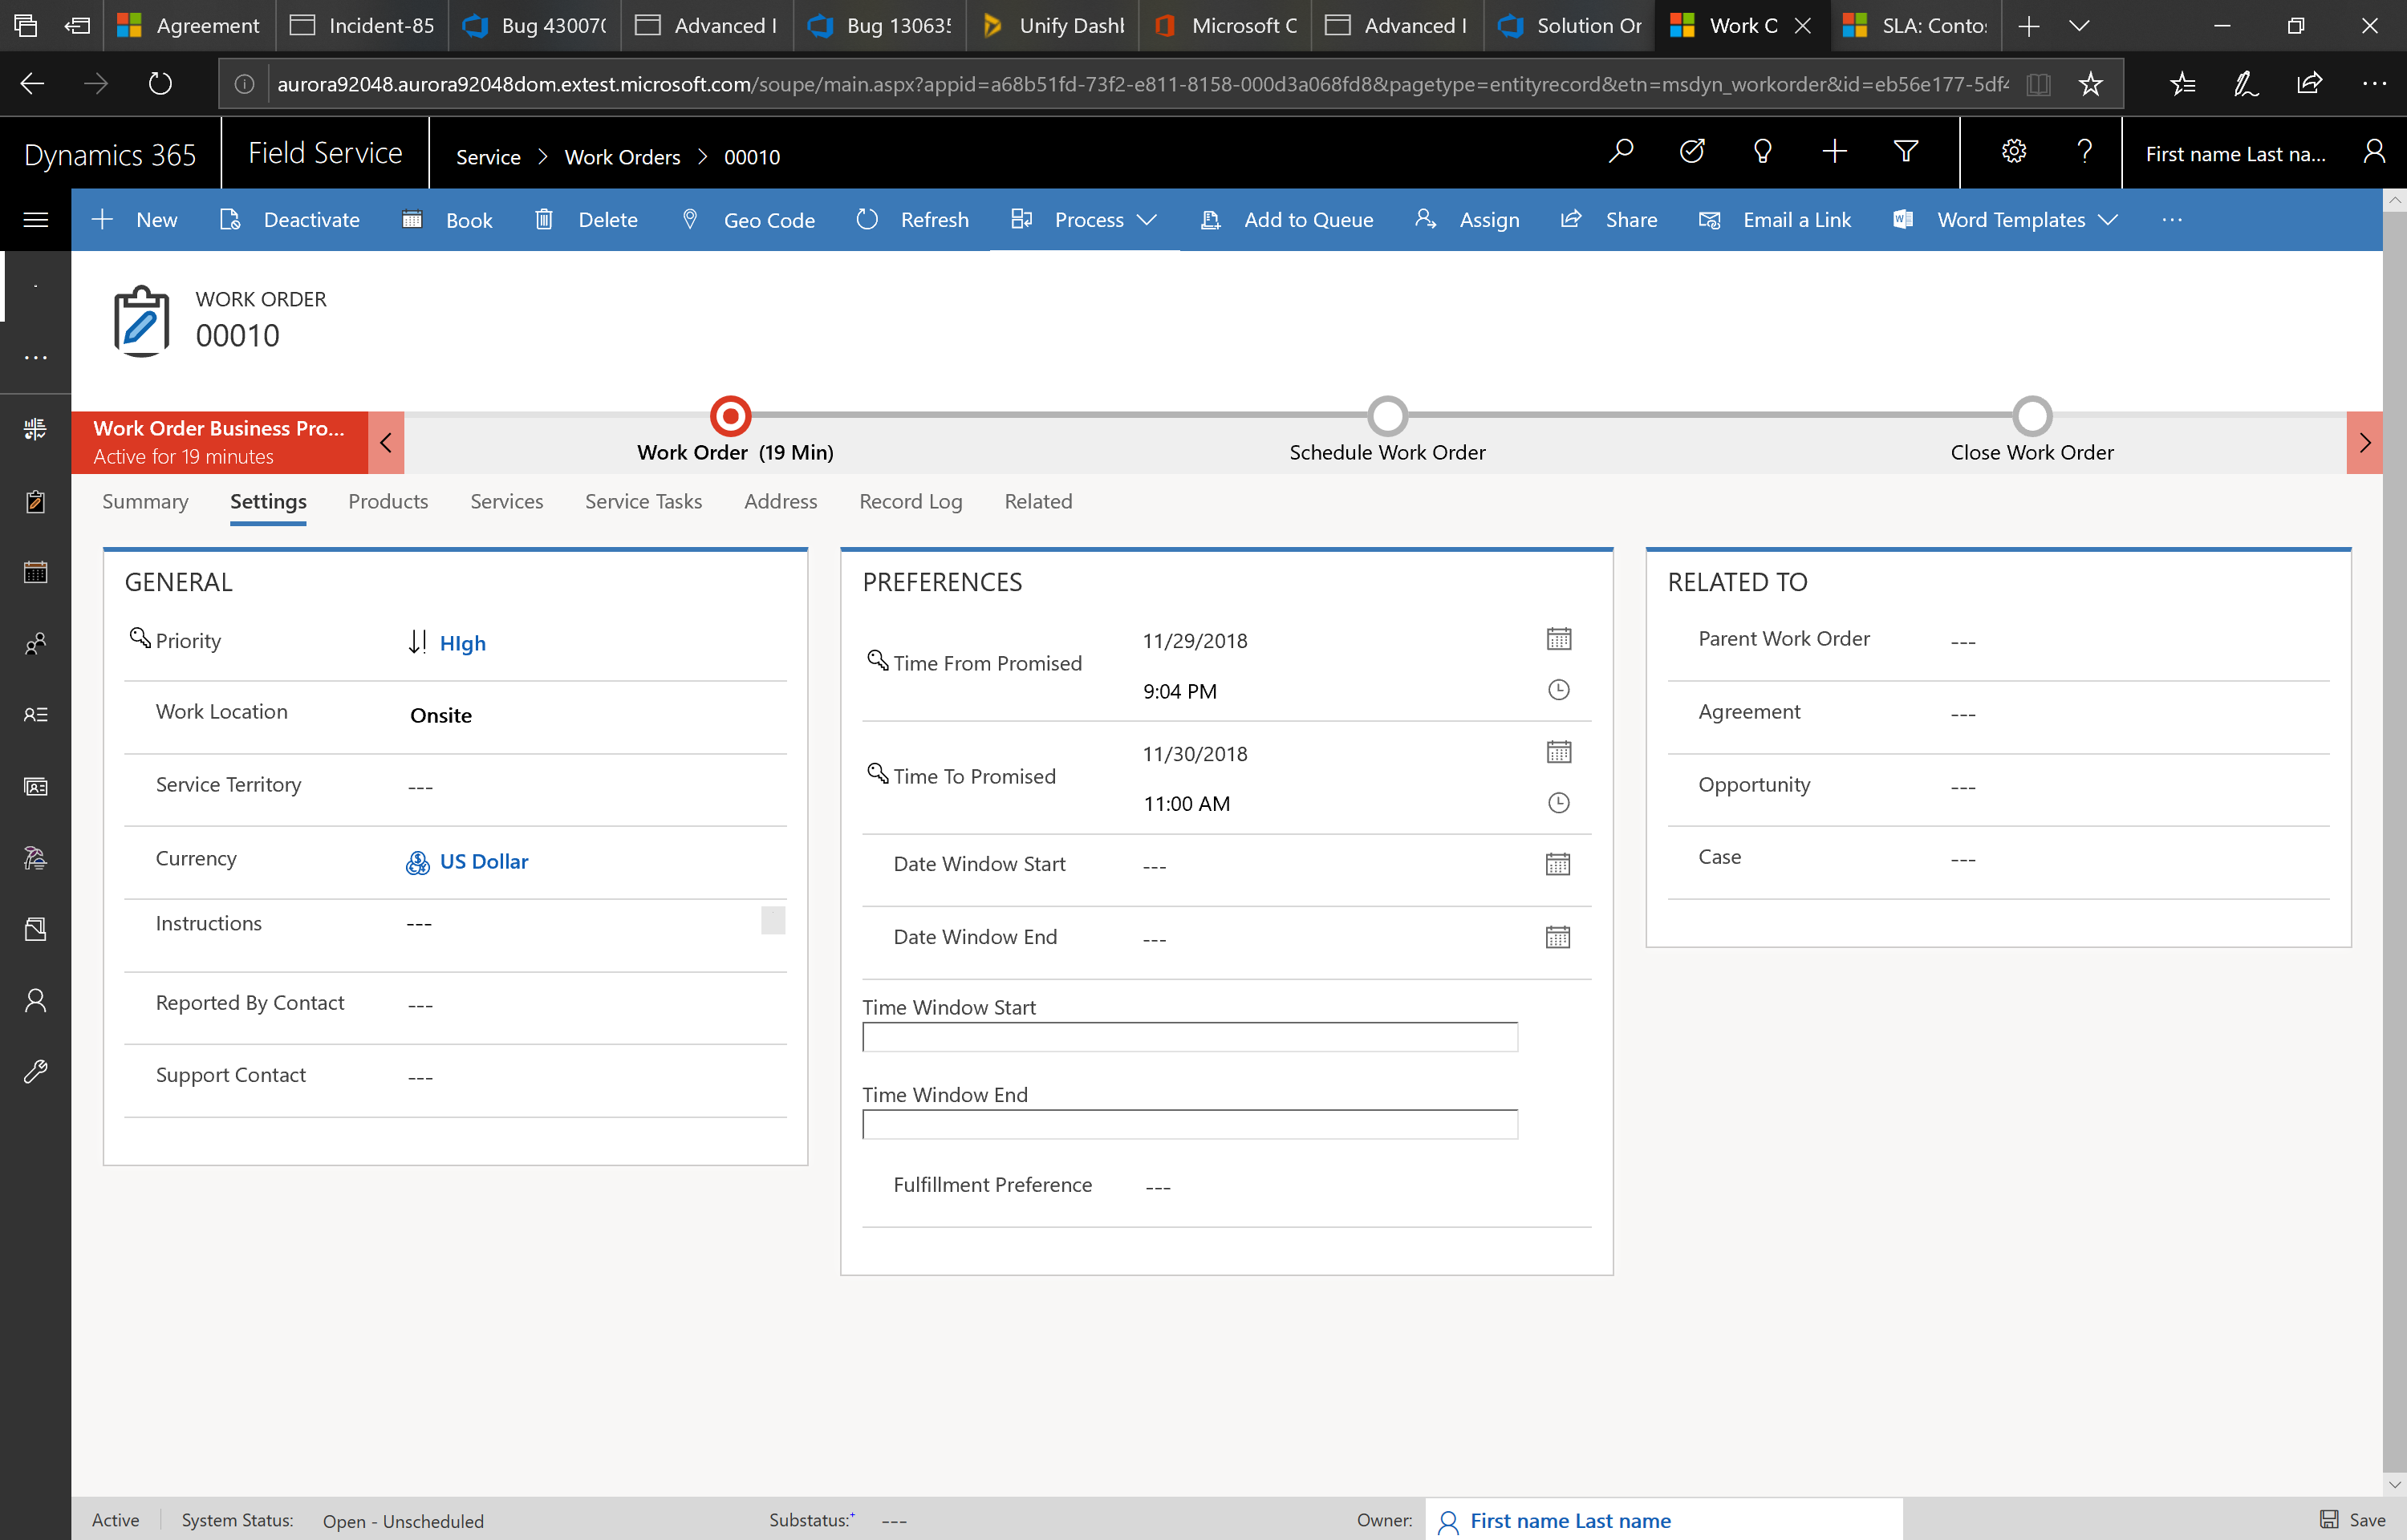 Agreement
Incident-85
Bug 43007(
Advanced I
Bug 13063
Unify Dashl
Microsoft C
Advanced I
Solution Or
Work C
SLA: Conto
aurora92048.aurora92048dom.extest.microsoft.com/soupe/main.aspx?appid=a68b51fd-73f2-e811-8158-000d3a068fd8&pagetype=entityrecord&etn=msdyn_workorder&id=eb56e177-5df4
Dynamics 365
Field Service
Service > Work Orders > 00010
First name Last na...
New
Deactivate
Book
Delete
Geo Code
Refresh
Process
Add to Queue
Assign
Share
Email a Link
Word Templates
WORK ORDER
00010
Work Order Business Pro...
Active for 19 minutes
Work Order (19 Min)
Schedule Work Order
Close Work Order
Summary
Settings
Products
Services
Service Tasks
Address
Record Log
Related
GENERAL
Priority
HIgh
Work Location
Onsite
Service Territory
---
Currency
US Dollar
Instructions
---
Reported By Contact
---
Support Contact
---
PREFERENCES
Time From Promised
11/29/2018
9:04 PM
Time To Promised
11/30/2018
11:00 AM
Date Window Start
---
Date Window End
---
Time Window Start
Time Window End
Fulfillment Preference
---
RELATED TO
Parent Work Order
---
Agreement
---
Opportunity
---
Case
---
Active
System Status:
Open - Unscheduled
Substatus:+
---
Owner:
First name Last name
Save